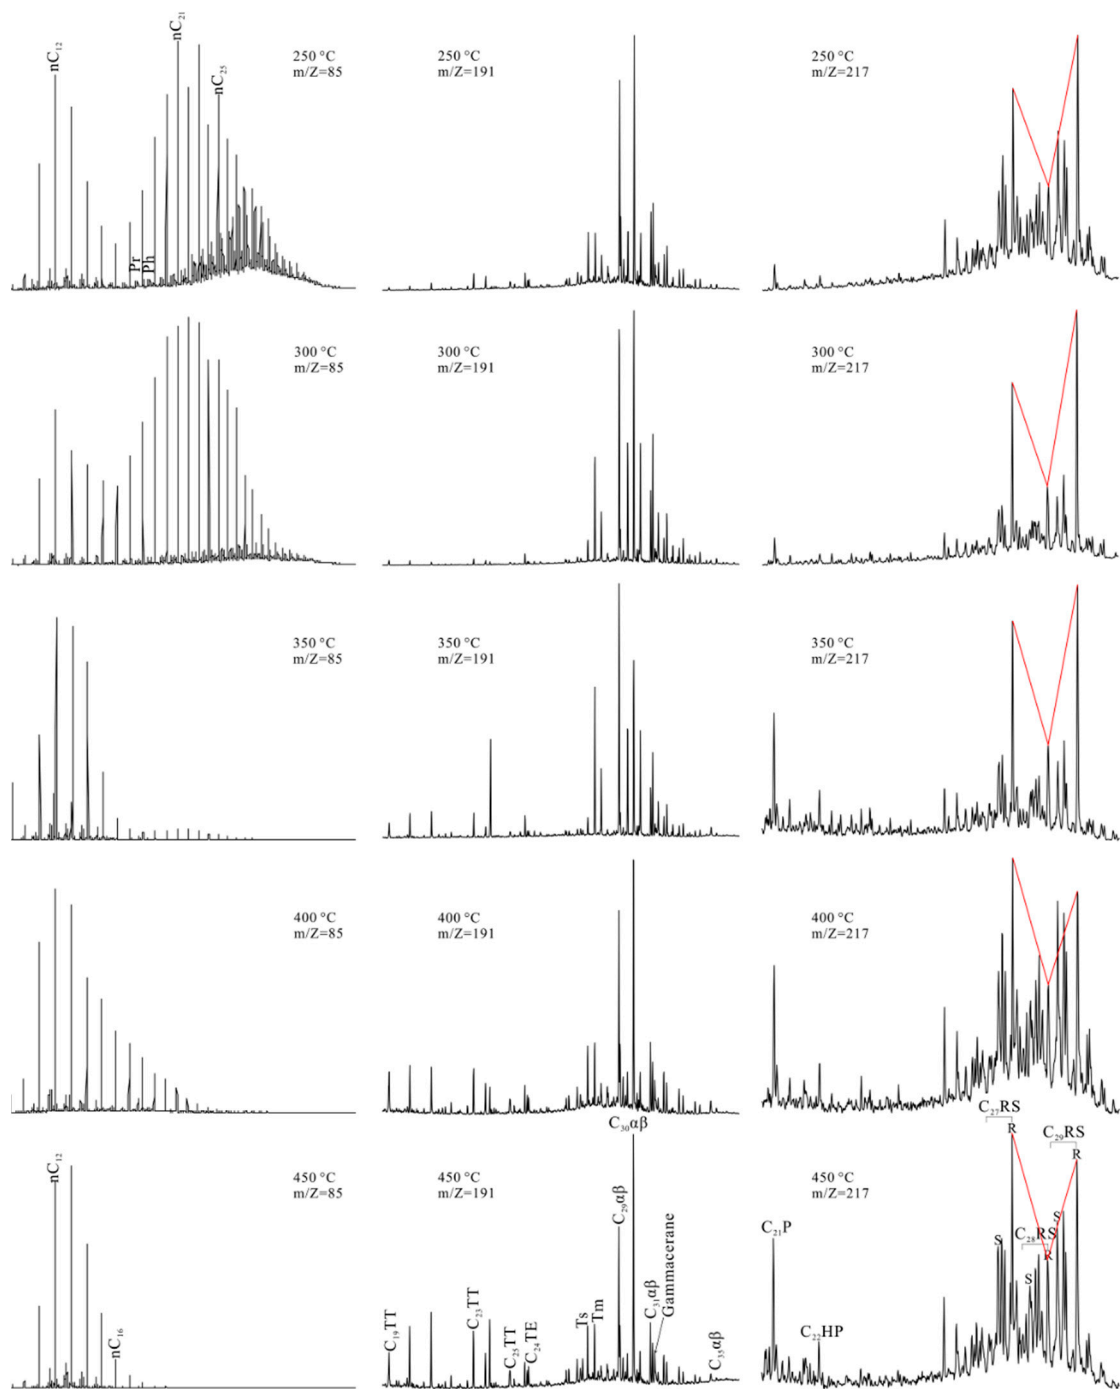 nC₁₂
nC₂₁
nC₂₅
Pr
Ph
250 °C
m/Z=85
250 °C
m/Z=191
250 °C
m/Z=217
300 °C
m/Z=85
300 °C
m/Z=191
300 °C
m/Z=217
350 °C
m/Z=85
350 °C
m/Z=191
350 °C
m/Z=217
400 °C
m/Z=85
400 °C
m/Z=191
400 °C
m/Z=217
nC₁₂
nC₁₆
450 °C
m/Z=85
450 °C
m/Z=191
C₁₉TT
C₂₃TT
C₂₅TT
C₂₄TE
Ts
Tm
C₂₉αβ
C₃₀αβ
C₃₁αβ
Gammacerane
C₃₅αβ
450 °C
m/Z=217
C₂₁P
C₂₂HP
C₂₇RS
R
S
C₂₈RS
R
S
C₂₉RS
R
S